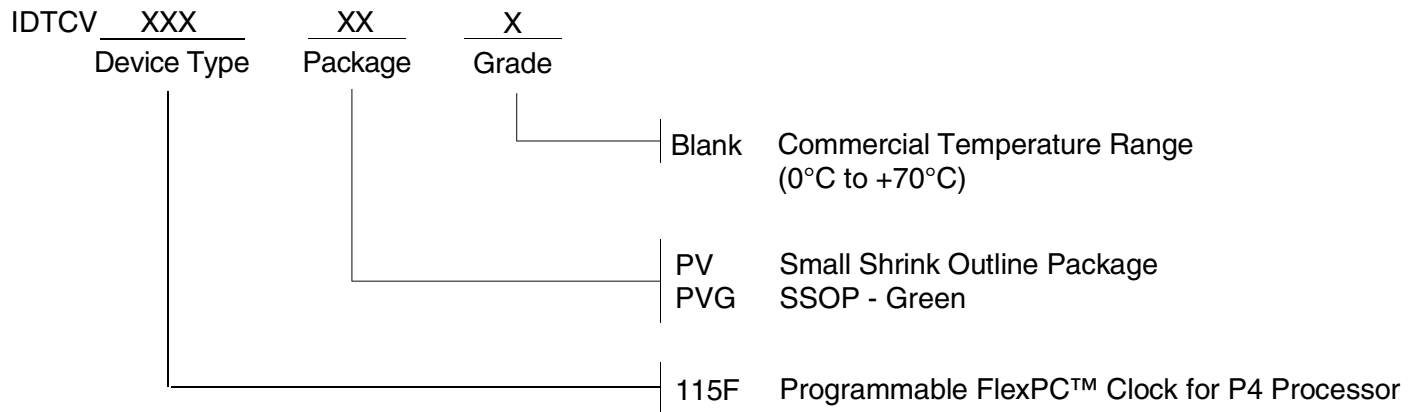 IDTCV XXX XX X
Device Type Package Grade
Blank Commercial Temperature Range
(0°C to +70°C)
PV Small Shrink Outline Package
PVG SSOP - Green
115F Programmable FlexPC™ Clock for P4 Processor